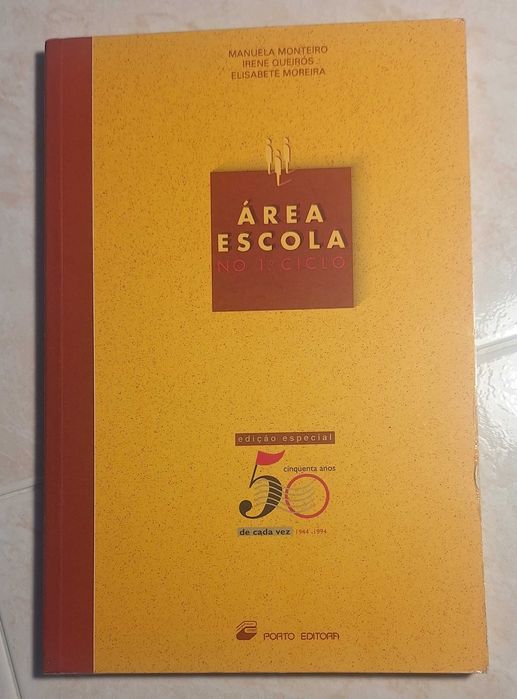 MANUELA MONTEIRO
IRENE QUEIRÓS
ELISABETE MOREIRA
ÁREA
ESCOLA
NO 1.º CICLO
edição especial
50
cinquenta anos
de cada vez 1944.1994
PORTO EDITORA